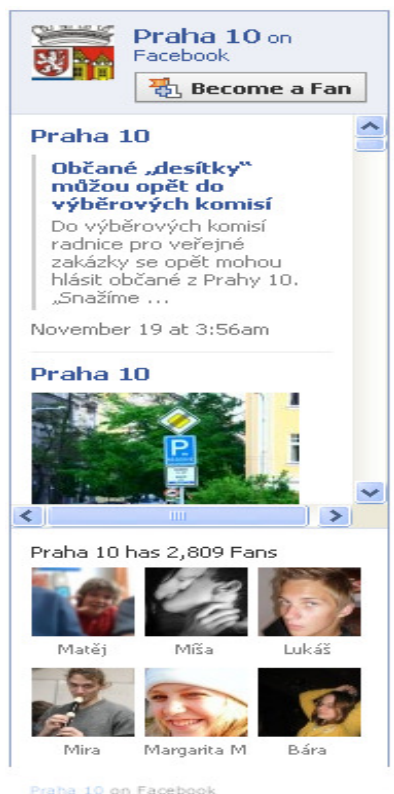 Praha 10 on
Facebook
Become a Fan
Praha 10
Občané „desítky“
můžou opět do
výběrových komisí
Do výběrových komisí
radnice pro veřejné
zakázky se opět mohou
hlásit občané z Prahy 10.
„Snažíme ...
November 19 at 3:56am
Praha 10
P
Praha 10 has 2,809 Fans
Matěj
Míša
Lukáš
Mira
Margarita M
Bára
Praha 10 on Facebook